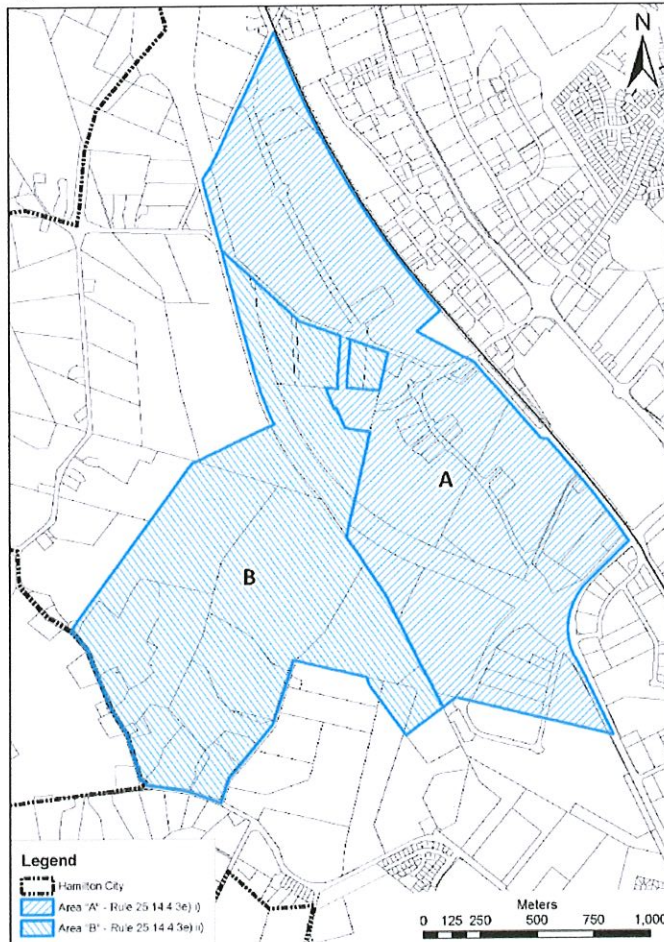 N
A
B
Legend
Hamilton City
Area "A" - Rule 25.14.4.3e) i)
Area "B" - Rule 25.14.4.3e) ii)
Meters
0 125 250 500 750 1,000